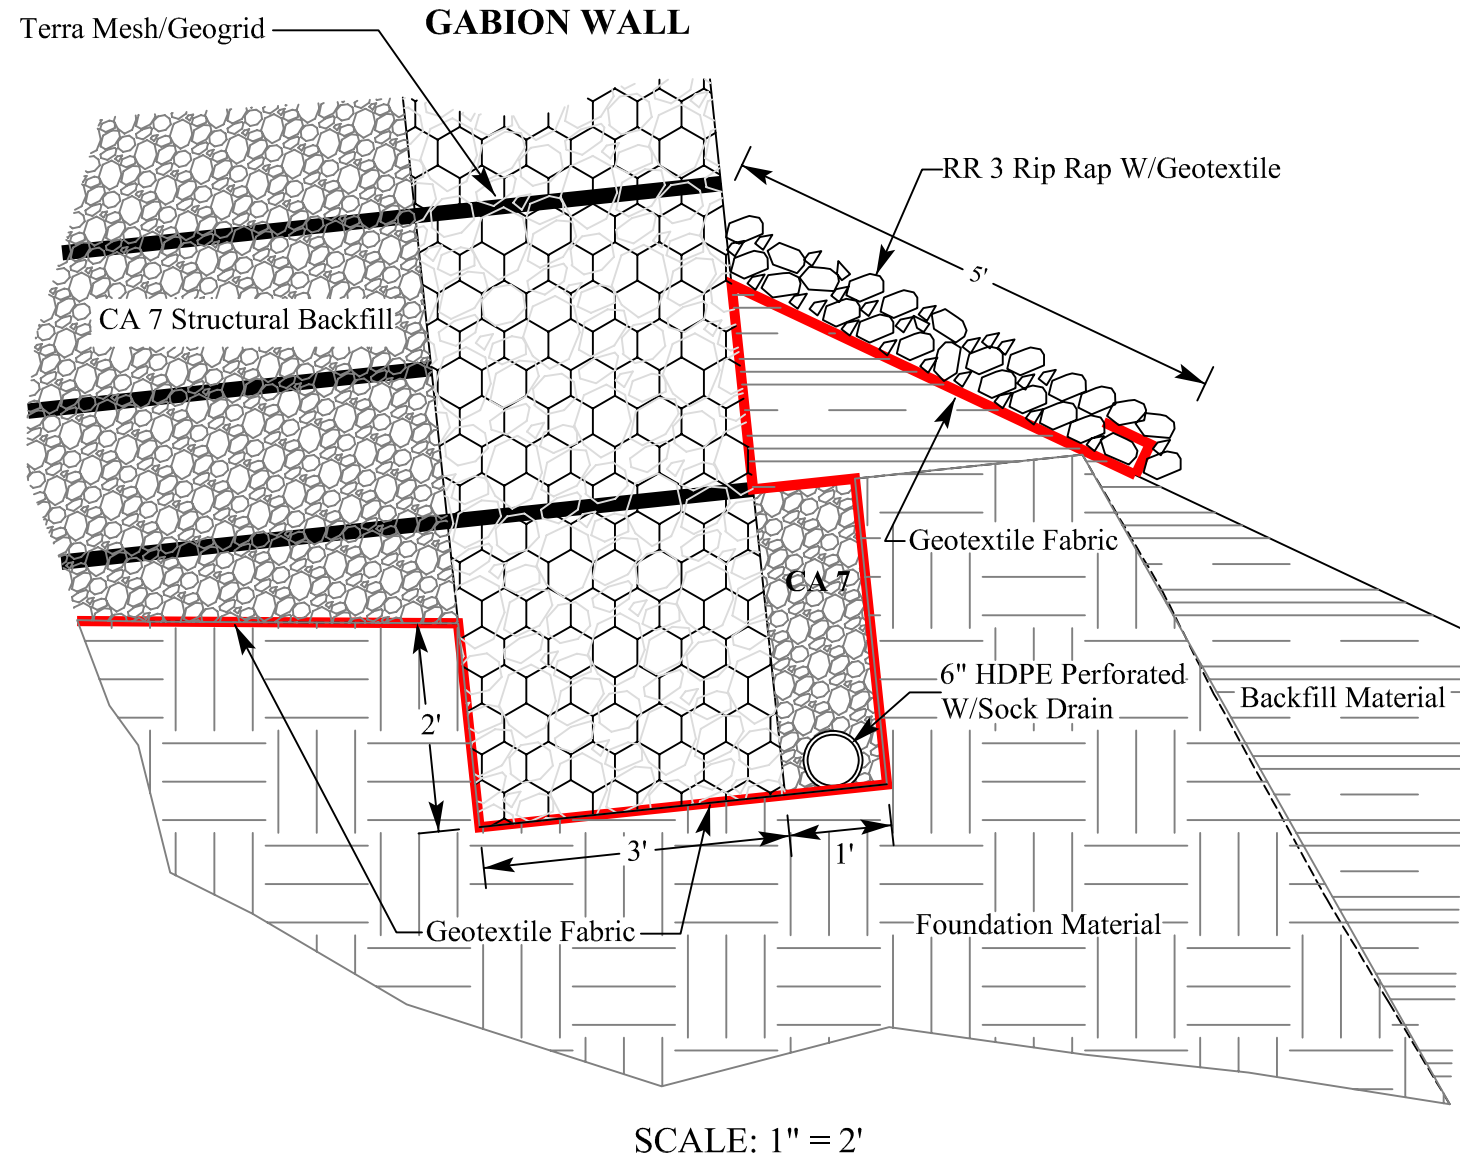 GABION WALL
Terra Mesh/Geogrid
RR 3 Rip Rap W/Geotextile
5'
CA 7 Structural Backfill
Geotextile Fabric
CA 7
6" HDPE Perforated
W/Sock Drain
Backfill Material
2'
3'
1'
Geotextile Fabric
Foundation Material
SCALE: 1" = 2'